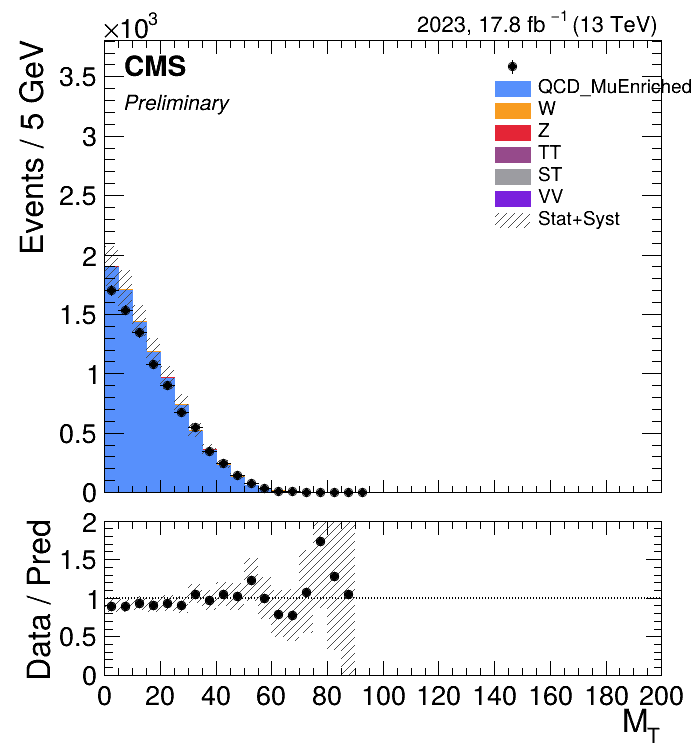 ×10³
2023, 17.8 fb⁻¹ (13 TeV)
CMS
Preliminary
Events / 5 GeV
3.5
3
2.5
2
1.5
1
0.5
0
QCD_MuEnriched
W
Z
TT
ST
VV
Stat+Syst
Data / Pred
2
1.5
1
0.5
0
0 20 40 60 80 100 120 140 160 180 200
M_T